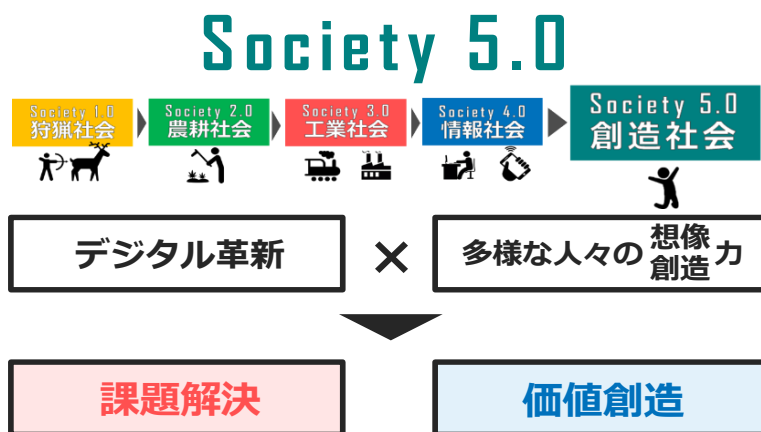 Society 5.0
Society 1.0
狩猟社会
Society 2.0
農耕社会
Society 3.0
工業社会
Society 4.0
情報社会
Society 5.0
創造社会
デジタル革新
×
多様な人々の想像創造力
課題解決
価値創造